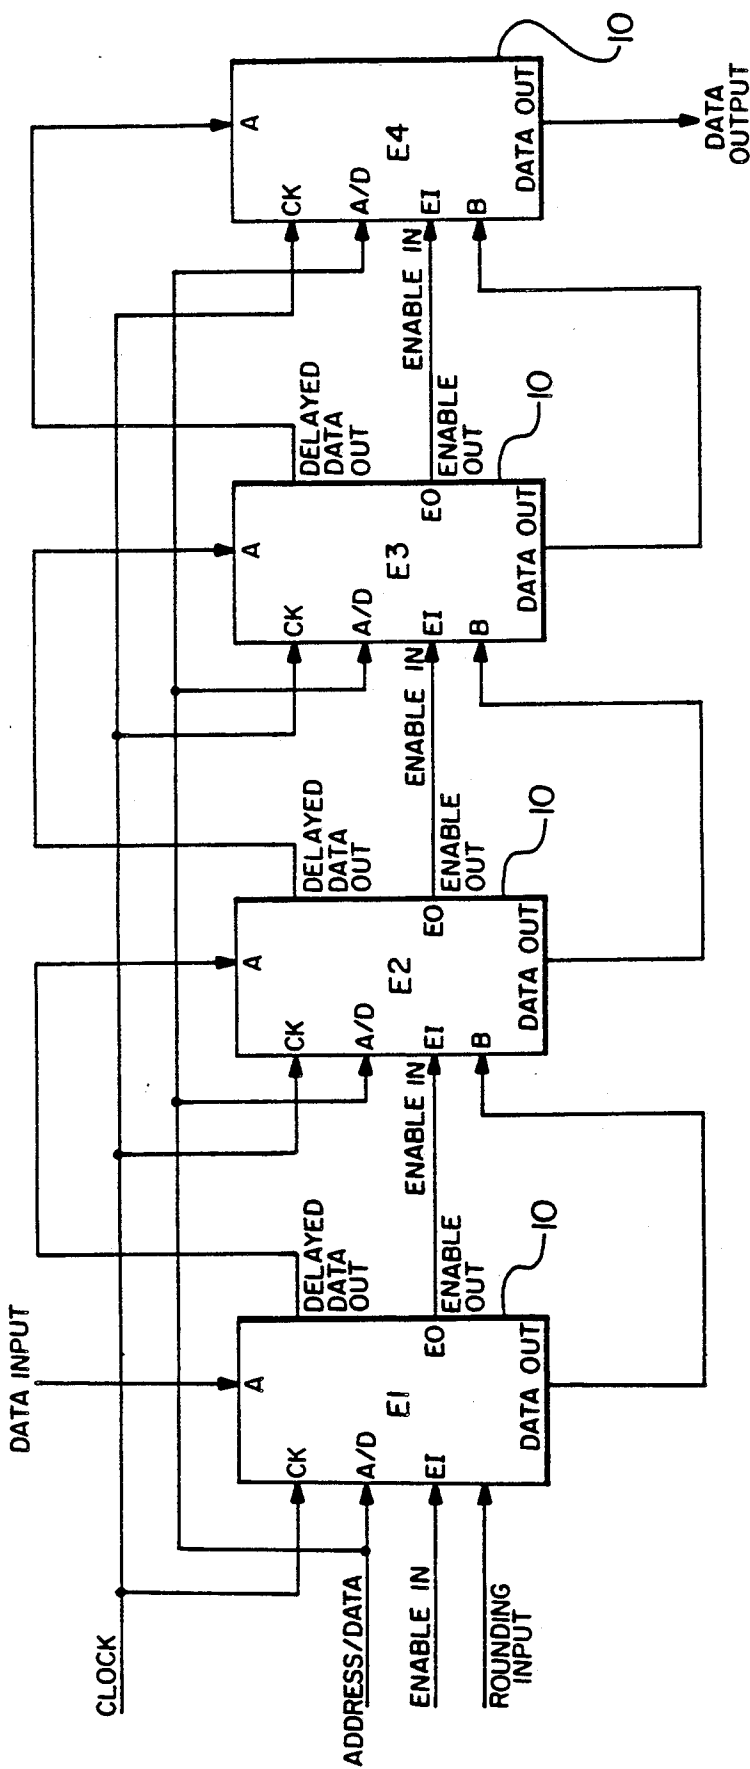 DATA INPUT
CLOCK
ADDRESS/DATA
ENABLE IN
ROUNDING
INPUT
A
CK
A/D
E1
EI
EO
DATA OUT
10
DELAYED
DATA
OUT
ENABLE
OUT
ENABLE IN
A
CK
A/D
E2
EI
EO
B
DATA OUT
10
DELAYED
DATA
OUT
ENABLE
OUT
ENABLE IN
A
CK
A/D
E3
EI
EO
B
DATA OUT
10
DELAYED
DATA
OUT
ENABLE
OUT
ENABLE IN
A
CK
A/D
E4
EI
B
DATA OUT
10
DATA
OUTPUT